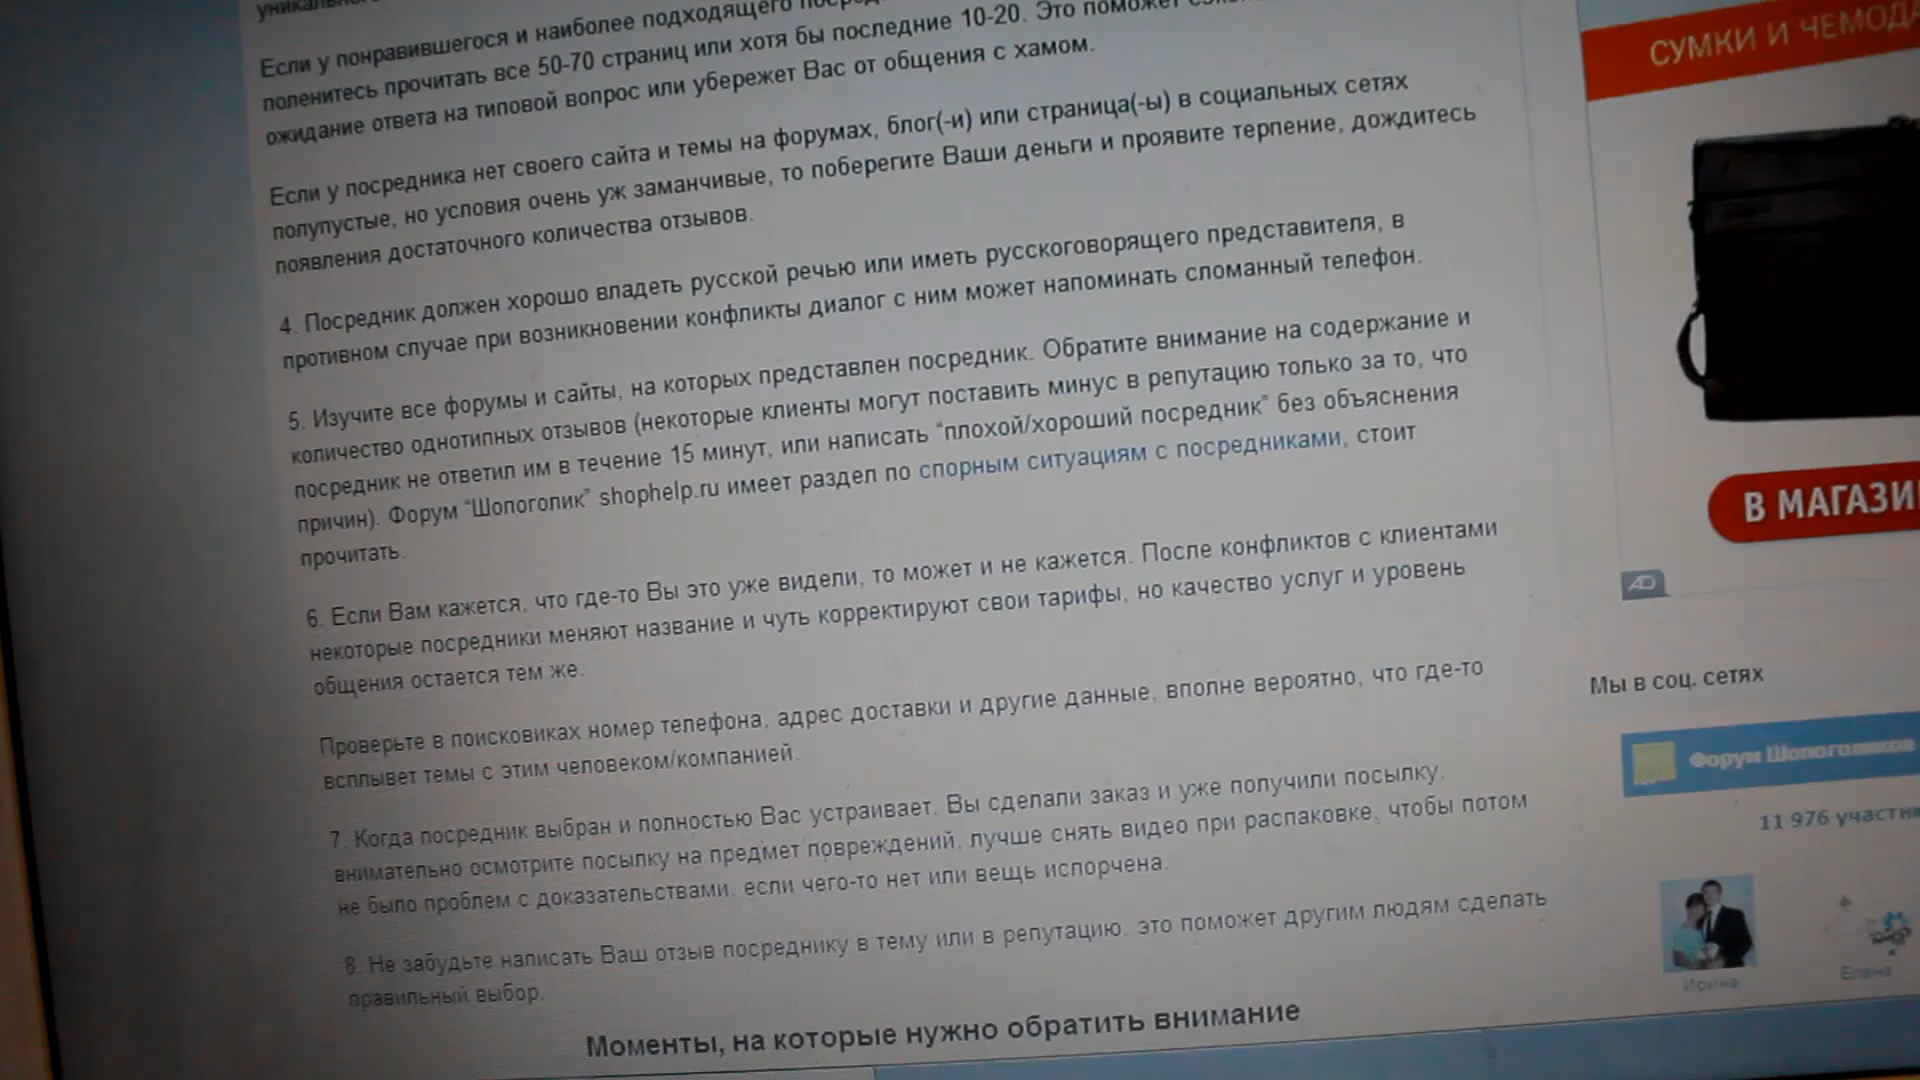 Если у понравившегося и наиболее подходящего
поленитесь прочитать все 50-70 страниц или хотя бы последние 10-20. Это поможет
ожидание ответа на типовой вопрос или убережет Вас от общения с хамом.
Если у посредника нет своего сайта и темы на форумах, блог(-и) или страница(-ы) в социальных сетях
полупустые, но условия очень уж заманчивые, то поберегите Ваши деньги и проявите терпение, дождитесь
появления достаточного количества отзывов.
4. Посредник должен хорошо владеть русской речью или иметь русскоговорящего представителя, в
противном случае при возникновении конфликты диалог с ним может напоминать сломанный телефон.
5. Изучите все форумы и сайты, на которых представлен посредник. Обратите внимание на содержание и
количество однотипных отзывов (некоторые клиенты могут поставить минус в репутацию только за то, что
посредник не ответил им в течение 15 минут, или написать “плохой/хороший посредник” без объяснения
причин). Форум “Шопоголик” shophelp.ru имеет раздел по спорным ситуациям с посредниками, стоит
прочитать.
6. Если Вам кажется, что где-то Вы это уже видели, то может и не кажется. После конфликтов с клиентами
некоторые посредники меняют название и чуть корректируют свои тарифы, но качество услуг и уровень
общения остается тем же.
Проверьте в поисковиках номер телефона, адрес доставки и другие данные, вполне вероятно, что где-то
всплывет темы с этим человеком/компанией.
7. Когда посредник выбран и полностью Вас устраивает, Вы сделали заказ и уже получили посылку,
внимательно осмотрите посылку на предмет повреждений, лучше снять видео при распаковке, чтобы потом
не было проблем с доказательствами, если чего-то нет или вещь испорчена.
8. Не забудьте написать Ваш отзыв посреднику в тему или в репутацию, это поможет другим людям сделать
правильный выбор.
Моменты, на которые нужно обратить внимание
СУМКИ И ЧЕМОДА
В МАГАЗИ
AD
Мы в соц. сетях
Форум Шопоголиков
11 976 участни
Ирина
Елена